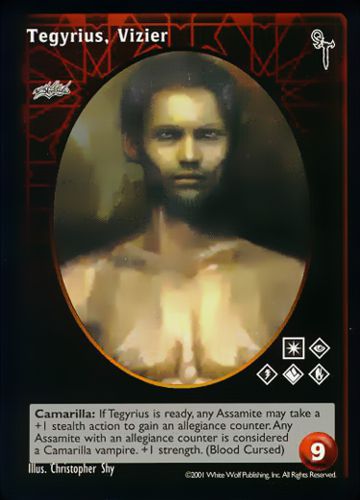 Tegyrius, Vizier
Camarilla: If Tegyrius is ready, any Assamite may take a
+1 stealth action to gain an allegiance counter. Any
Assamite with an allegiance counter is considered
a Camarilla vampire. +1 strength. (Blood Cursed)
9
Illus. Christopher Shy
©2001 White Wolf Publishing, Inc. All Rights Reserved.